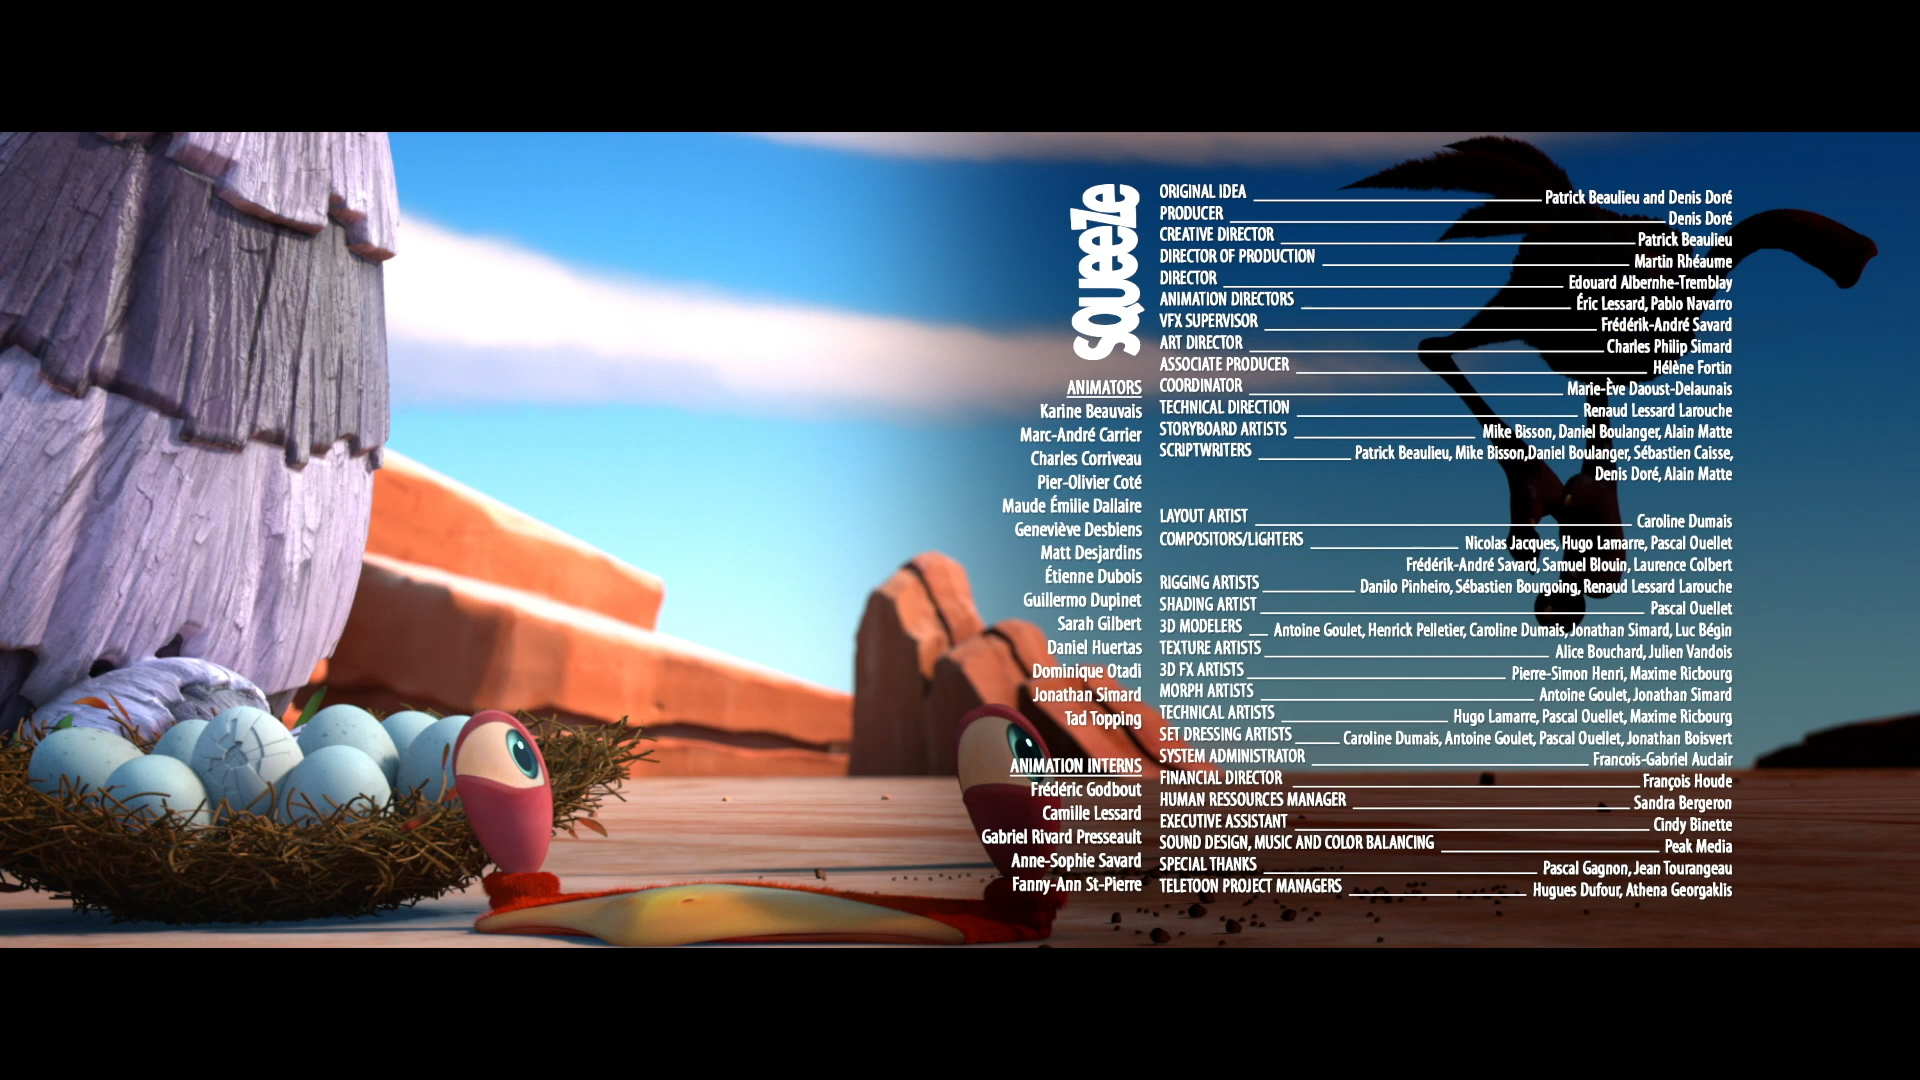 squeeze
ANIMATORS
Karine Beauvais
Marc-André Carrier
Charles Corriveau
Pier-Olivier Coté
Maude Émilie Dallaire
Geneviève Desbiens
Matt Desjardins
Étienne Dubois
Guillermo Dupinet
Sarah Gilbert
Daniel Huertas
Dominique Otadi
Jonathan Simard
Tad Topping
ANIMATION INTERNS
Frédéric Godbout
Camille Lessard
Gabriel Rivard Presseault
Anne-Sophie Savard
Fanny-Ann St-Pierre
ORIGINAL IDEA Patrick Beaulieu and Denis Doré
PRODUCER Denis Doré
CREATIVE DIRECTOR Patrick Beaulieu
DIRECTOR OF PRODUCTION Martin Rhéaume
DIRECTOR Edouard Albernhe-Tremblay
ANIMATION DIRECTORS Éric Lessard, Pablo Navarro
VFX SUPERVISOR Frédérik-André Savard
ART DIRECTOR Charles Philip Simard
ASSOCIATE PRODUCER Hélène Fortin
COORDINATOR Marie-Ève Daoust-Delaunais
TECHNICAL DIRECTION Renaud Lessard Larouche
STORYBOARD ARTISTS Mike Bisson, Daniel Boulanger, Alain Matte
SCRIPTWRITERS Patrick Beaulieu, Mike Bisson,Daniel Boulanger, Sébastien Caisse,
Denis Doré, Alain Matte
LAYOUT ARTIST Caroline Dumais
COMPOSITORS/LIGHTERS Nicolas Jacques, Hugo Lamarre, Pascal Ouellet
Frédérik-André Savard, Samuel Blouin, Laurence Colbert
RIGGING ARTISTS Danilo Pinheiro, Sébastien Bourgoing, Renaud Lessard Larouche
SHADING ARTIST Pascal Ouellet
3D MODELERS Antoine Goulet, Henrick Pelletier, Caroline Dumais, Jonathan Simard, Luc Bégin
TEXTURE ARTISTS Alice Bouchard, Julien Vandois
3D FX ARTISTS Pierre-Simon Henri, Maxime Ricbourg
MORPH ARTISTS Antoine Goulet, Jonathan Simard
TECHNICAL ARTISTS Hugo Lamarre, Pascal Ouellet, Maxime Ricbourg
SET DRESSING ARTISTS Caroline Dumais, Antoine Goulet, Pascal Ouellet, Jonathan Boisvert
SYSTEM ADMINISTRATOR Francois-Gabriel Auclair
FINANCIAL DIRECTOR François Houde
HUMAN RESSOURCES MANAGER Sandra Bergeron
EXECUTIVE ASSISTANT Cindy Binette
SOUND DESIGN, MUSIC AND COLOR BALANCING Peak Media
SPECIAL THANKS Pascal Gagnon, Jean Tourangeau
TELETOON PROJECT MANAGERS Hugues Dufour, Athena Georgaklis